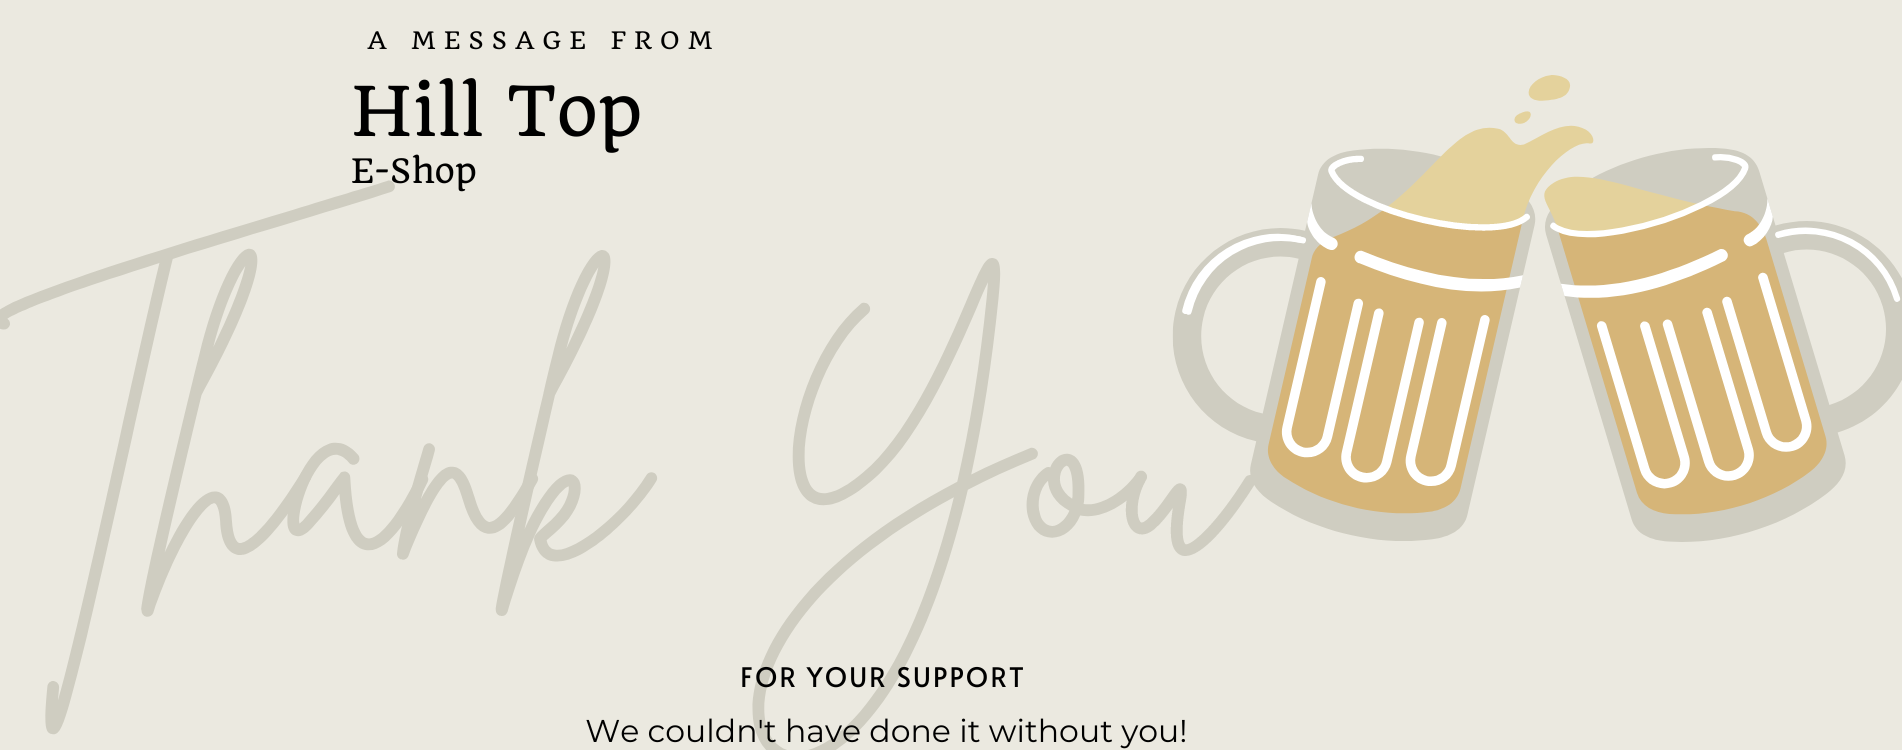 A MESSAGE FROM
Hill Top
E-Shop
Thank You
FOR YOUR SUPPORT
We couldn't have done it without you!